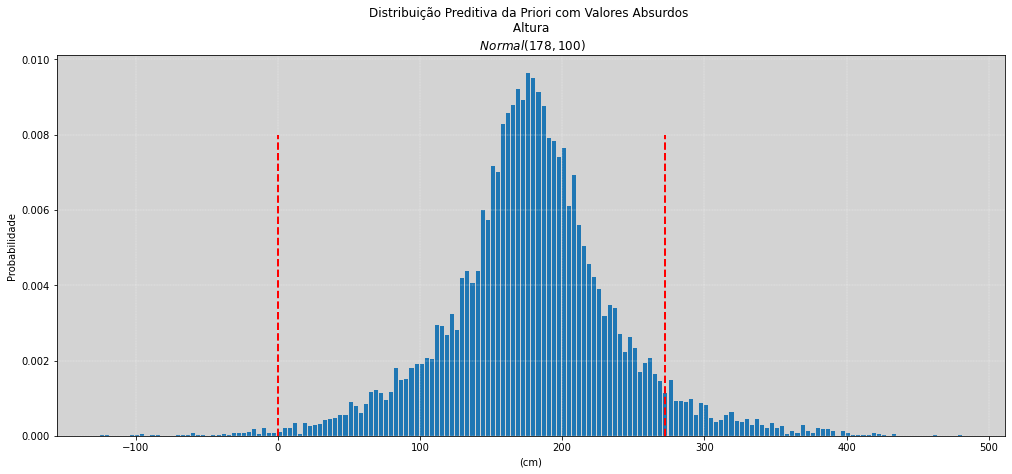 Distribuição Preditiva da Priori com Valores Absurdos
Altura
Normal(178, 100)
0.010
0.008
0.006
0.004
0.002
0.000
Probabilidade
−100
0
100
200
300
400
500
(cm)